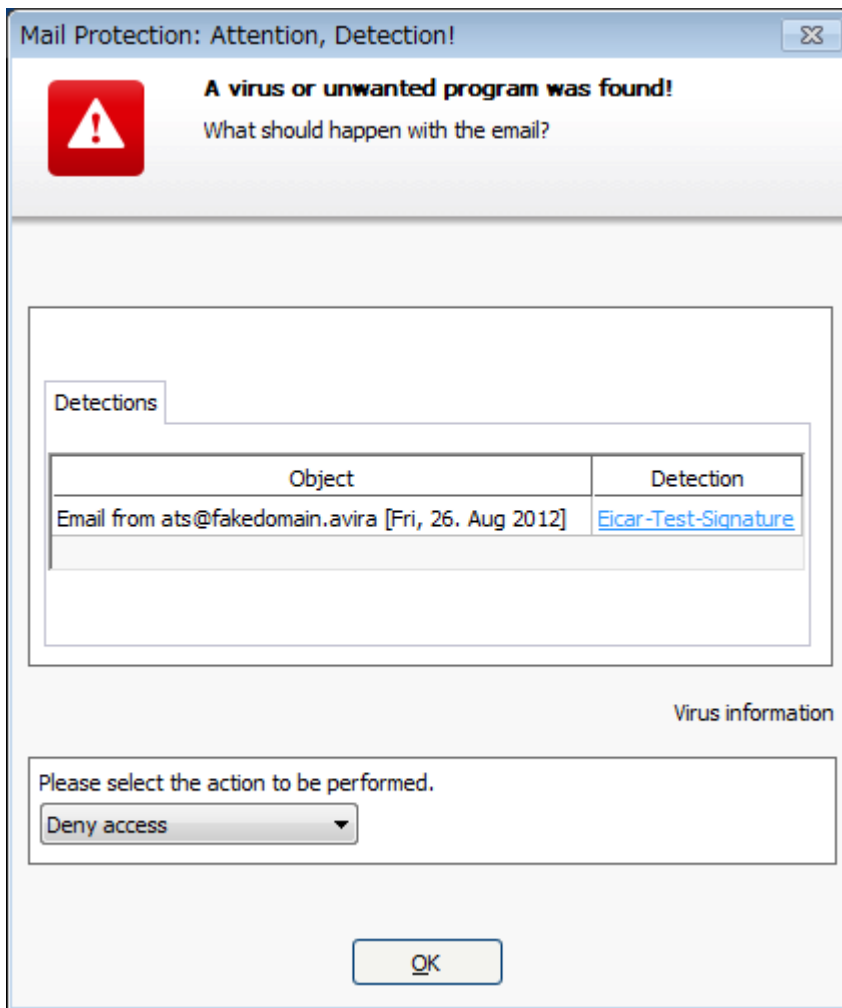 Mail Protection: Attention, Detection!
A virus or unwanted program was found!
What should happen with the email?
Detections
Object Detection
Email from ats@fakedomain.avira [Fri, 26. Aug 2012] Eicar-Test-Signature
Virus information
Please select the action to be performed.
Deny access
OK